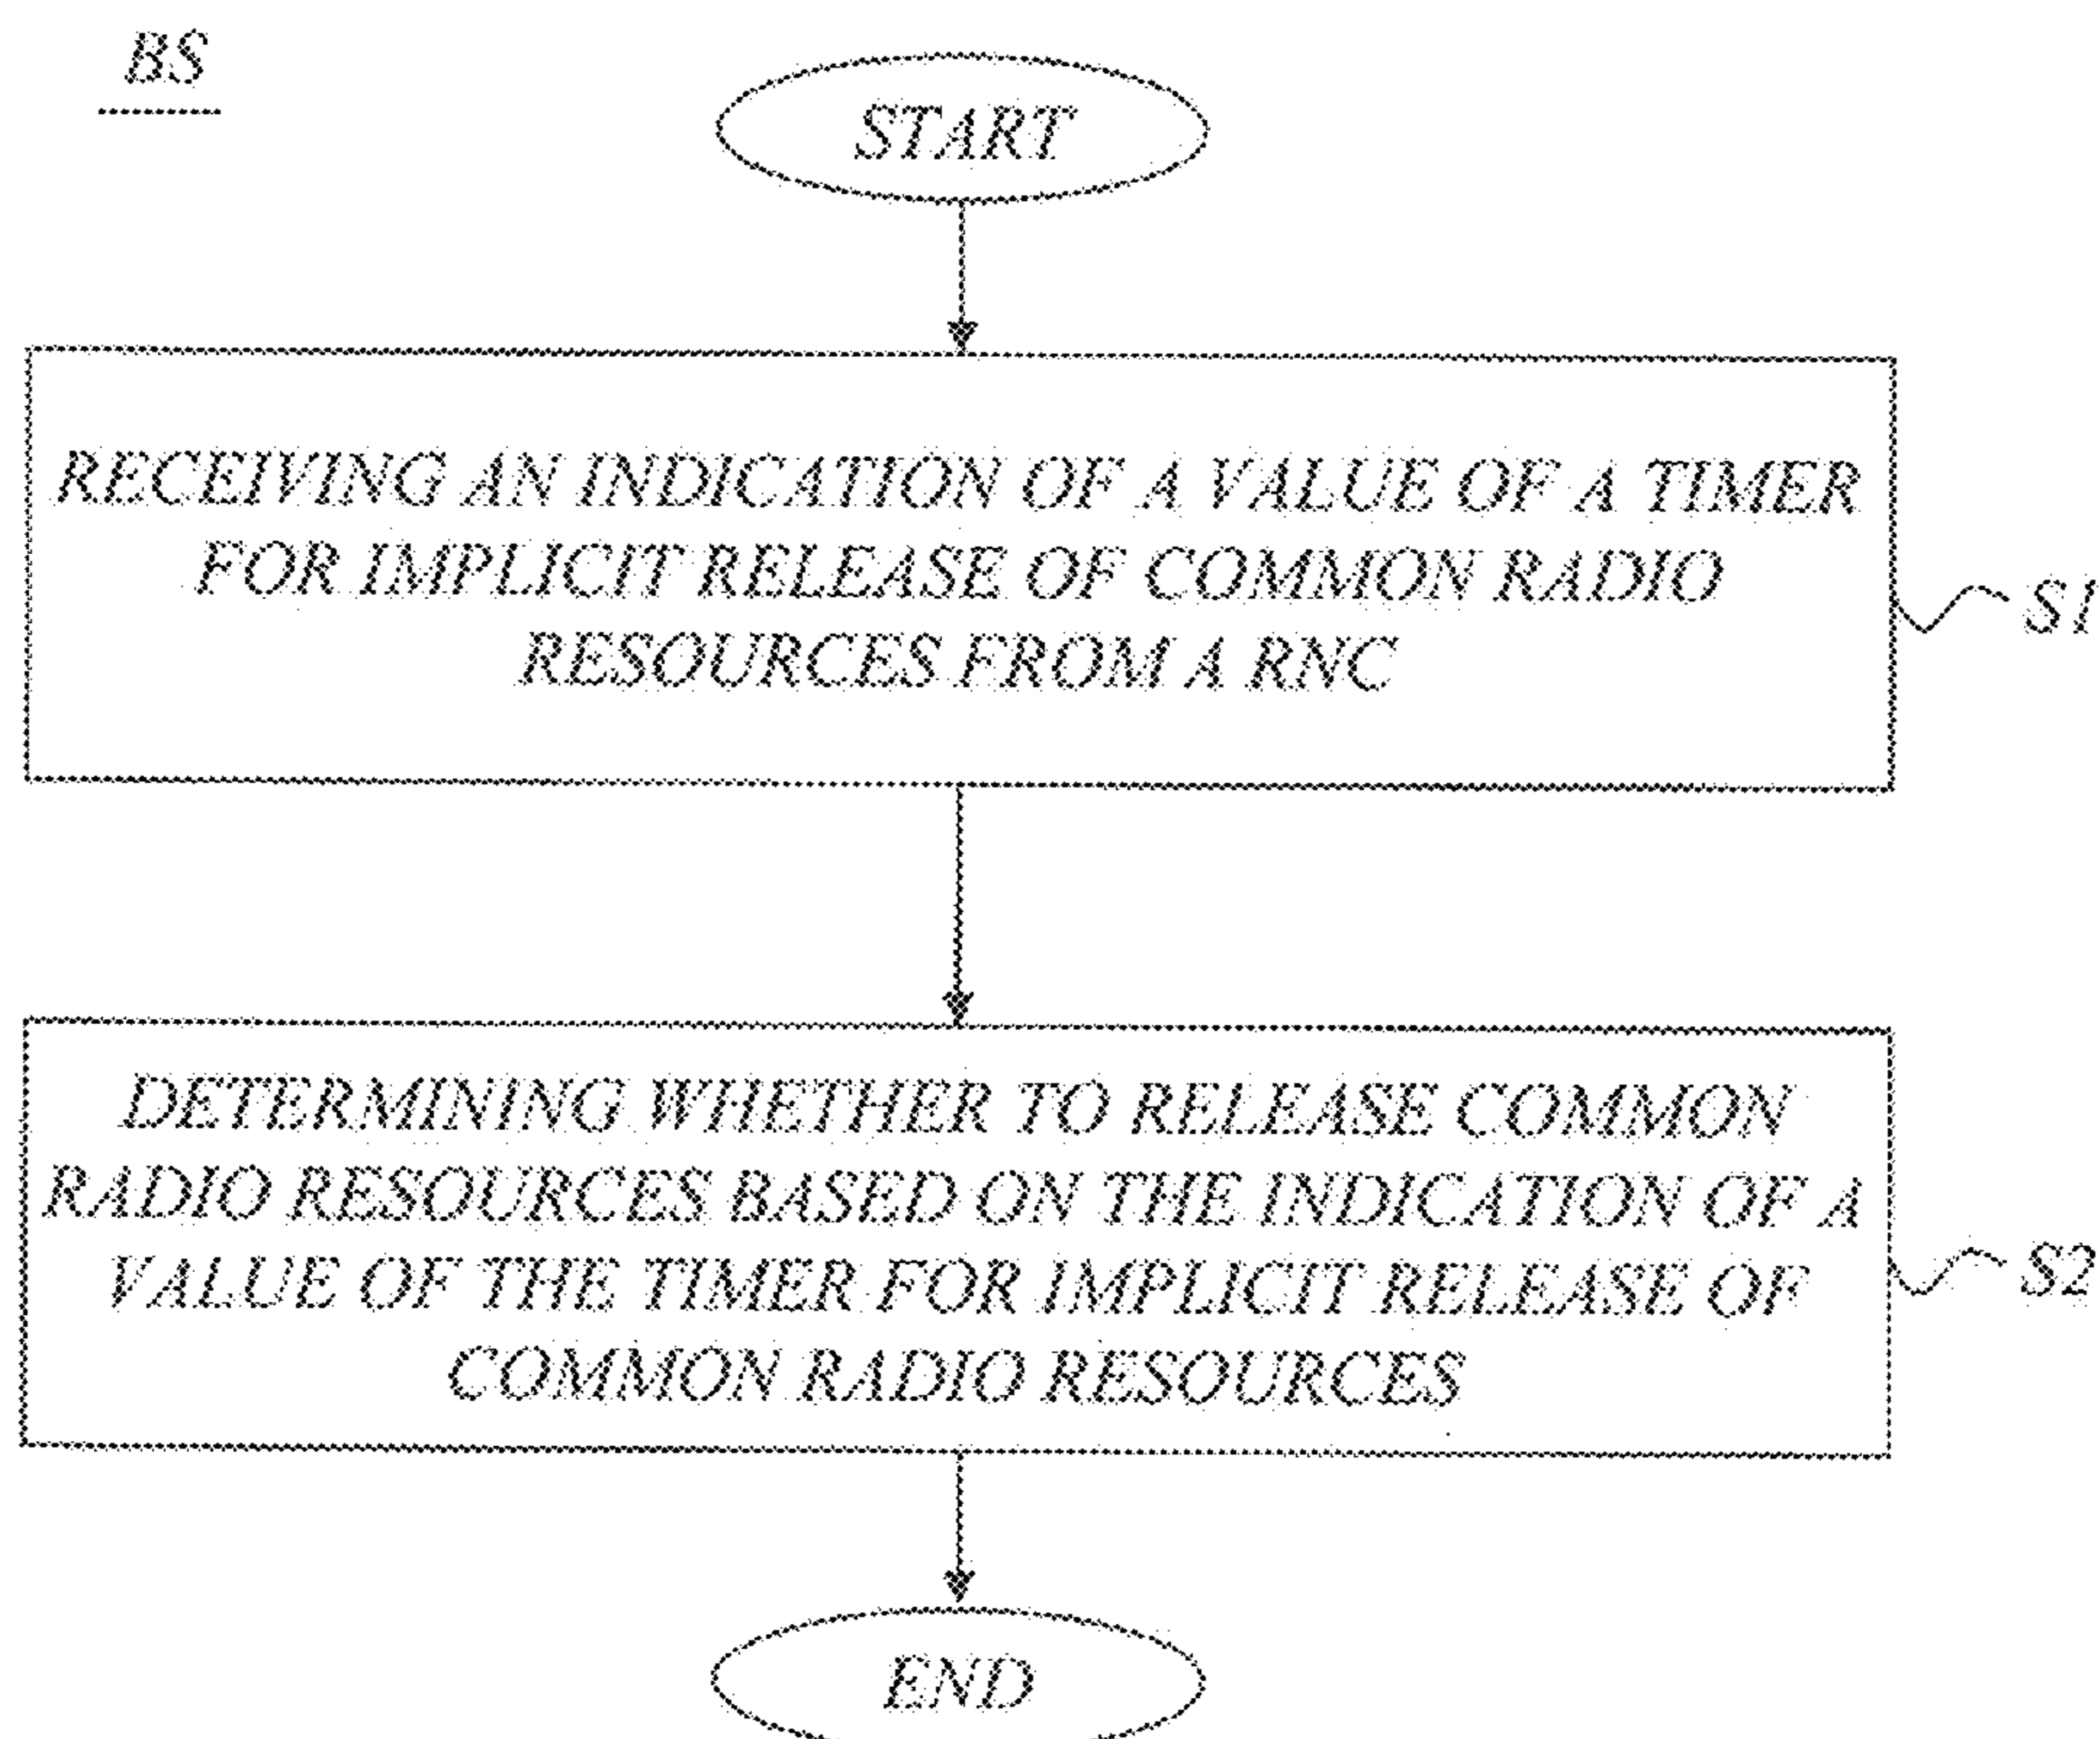 BS
START
RECEIVING AN INDICATION OF A VALUE OF A TIMER
FOR IMPLICIT RELEASE OF COMMON RADIO
RESOURCES FROM A RNC
S1
DETERMINING WHETHER TO RELEASE COMMON
RADIO RESOURCES BASED ON THE INDICATION OF A
VALUE OF THE TIMER FOR IMPLICIT RELEASE OF
COMMON RADIO RESOURCES
S2
END